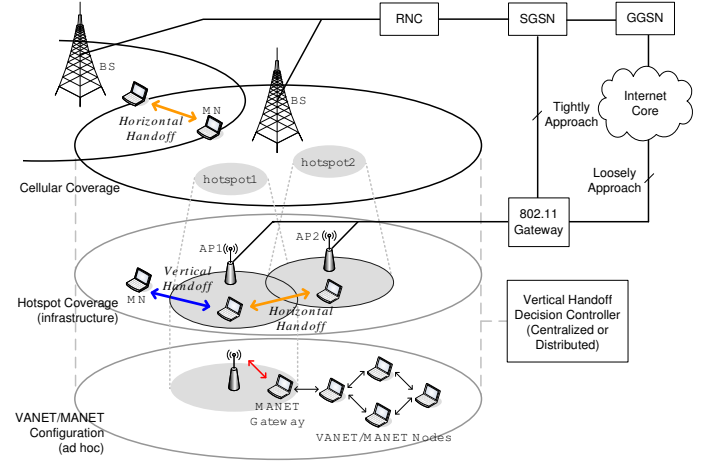 RNC
SGSN
GGSN
BS
BS
MN
Horizontal
Handoff
Internet
Core
Tightly
Approach
hotspot2
hotspot1
Loosely
Approach
Cellular Coverage
802.11
Gateway
AP2
AP1
Vertical
Handoff
MN
Hotspot Coverage
(infrastructure)
Horizontal
Handoff
Vertical Handoff
Decision Controller
(Centralized or
Distributed)
MANET
Gateway
VANET/MANET
Configuration
(ad hoc)
VANET/MANET Nodes